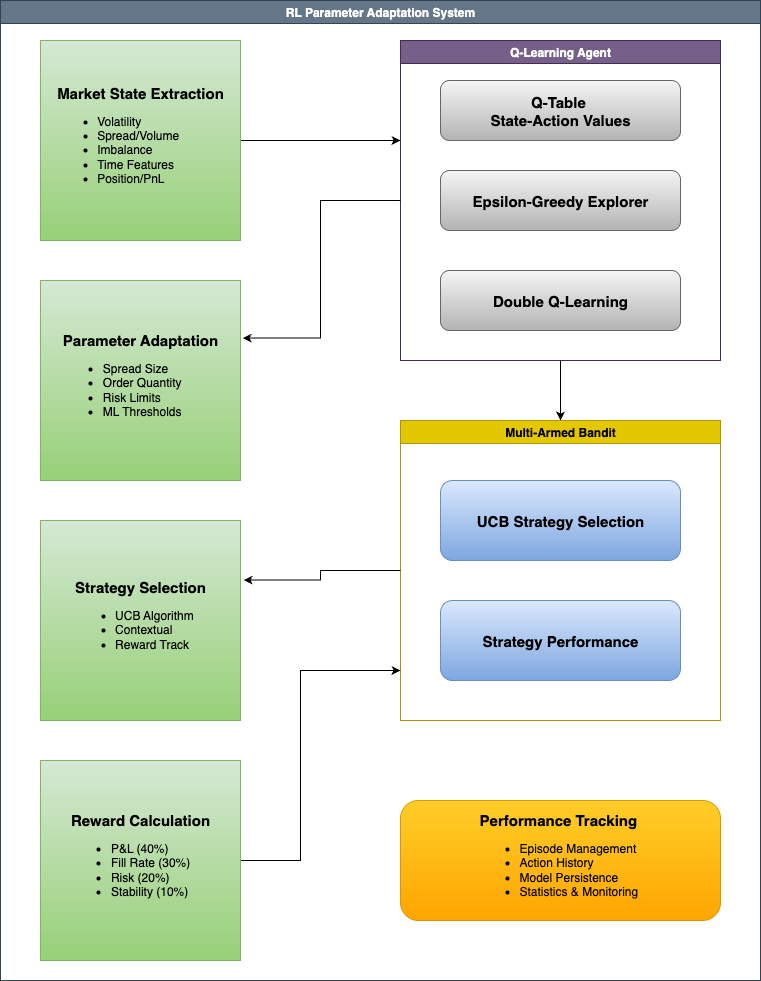 RL Parameter Adaptation System
Market State Extraction
• Volatility
• Spread/Volume
• Imbalance
• Time Features
• Position/PnL
Q-Learning Agent
Q-Table
State-Action Values
Epsilon-Greedy Explorer
Double Q-Learning
Parameter Adaptation
• Spread Size
• Order Quantity
• Risk Limits
• ML Thresholds
Multi-Armed Bandit
UCB Strategy Selection
Strategy Performance
Strategy Selection
• UCB Algorithm
• Contextual
• Reward Track
Reward Calculation
• P&L (40%)
• Fill Rate (30%)
• Risk (20%)
• Stability (10%)
Performance Tracking
• Episode Management
• Action History
• Model Persistence
• Statistics & Monitoring